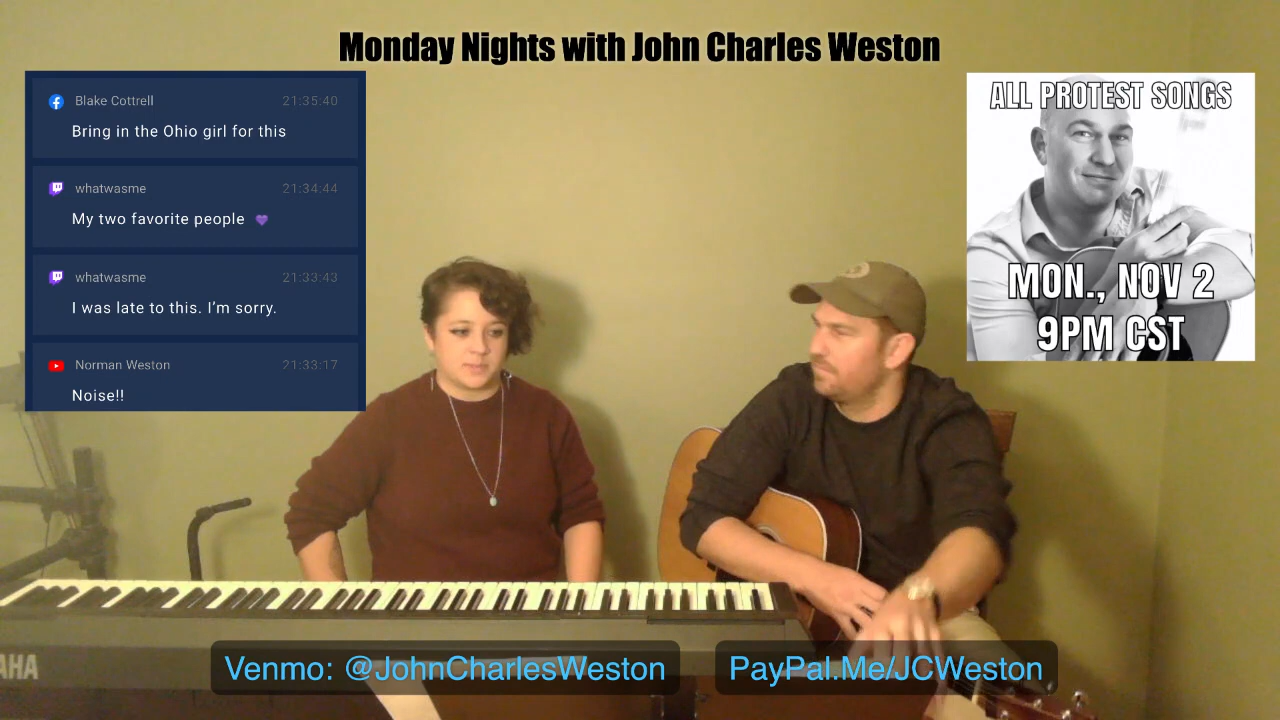 Monday Nights with John Charles Weston
Blake Cottrell 21:35:40
Bring in the Ohio girl for this
whatwasme 21:34:44
My two favorite people 💜
whatwasme 21:33:43
I was late to this. I'm sorry.
Norman Weston 21:33:17
Noise!!
ALL PROTEST SONGS
MON., NOV 2
9PM CST
AHA
Venmo: @JohnCharlesWeston
PayPal.Me/JCWeston